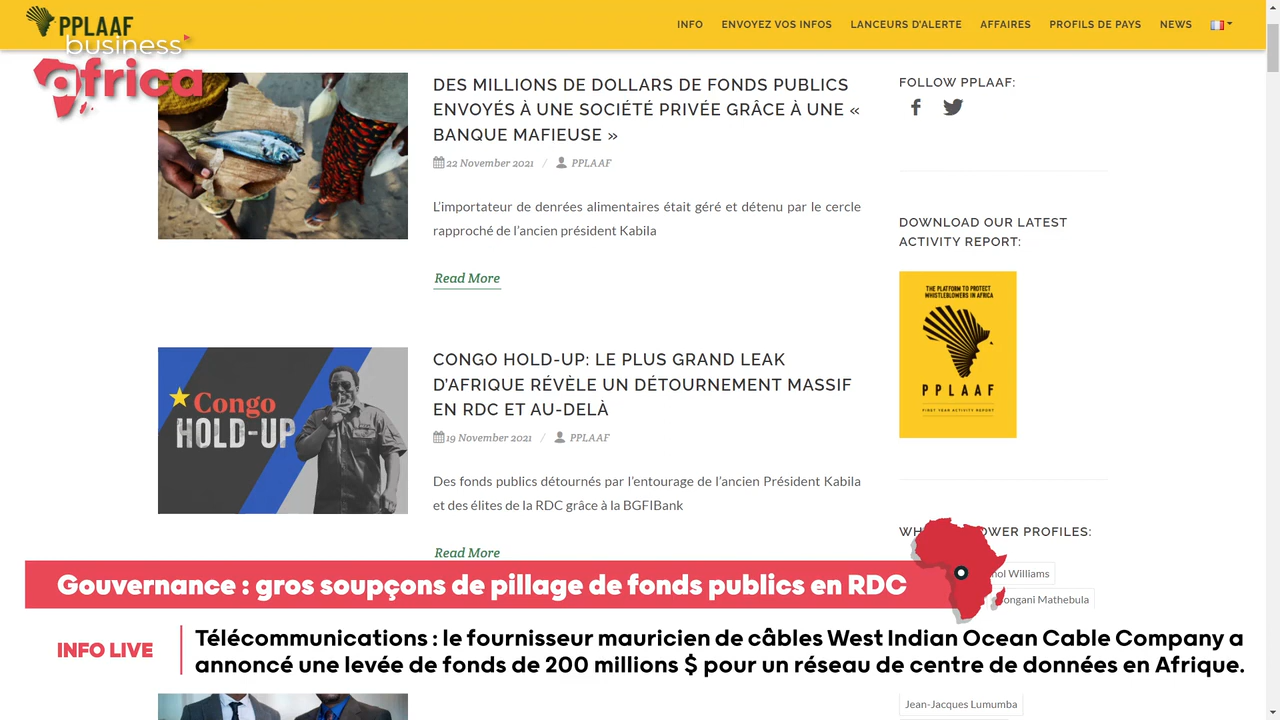 PPLAAF
INFO
ENVOYEZ VOS INFOS
LANCEURS D'ALERTE
AFFAIRES
PROFILS DE PAYS
NEWS
business
africa
DES MILLIONS DE DOLLARS DE FONDS PUBLICS
ENVOYÉS À UNE SOCIÉTÉ PRIVÉE GRÂCE À UNE «
BANQUE MAFIEUSE »
22 November 2021 / PPLAAF
L'importateur de denrées alimentaires était géré et détenu par le cercle
rapproché de l'ancien président Kabila
Read More
Congo
HOLD-UP
CONGO HOLD-UP: LE PLUS GRAND LEAK
D'AFRIQUE RÉVÈLE UN DÉTOURNEMENT MASSIF
EN RDC ET AU-DELÀ
19 November 2021 / PPLAAF
Des fonds publics détournés par l'entourage de l'ancien Président Kabila
et des élites de la RDC grâce à la BGFIBank
Read More
FOLLOW PPLAAF:
DOWNLOAD OUR LATEST
ACTIVITY REPORT:
THE PLATFORM TO PROTECT
WHISTLEBLOWERS IN AFRICA
PPLAAF
FIRST YEAR ACTIVITY REPORT
PROFILES:
Williams
Mathebula
Gouvernance : gros soupçons de pillage de fonds publics en RDC
INFO LIVE
Télécommunications : le fournisseur mauricien de câbles West Indian Ocean Cable Company a
annoncé une levée de fonds de 200 millions $ pour un réseau de centre de données en Afrique.
Jean-Jacques Lumumba